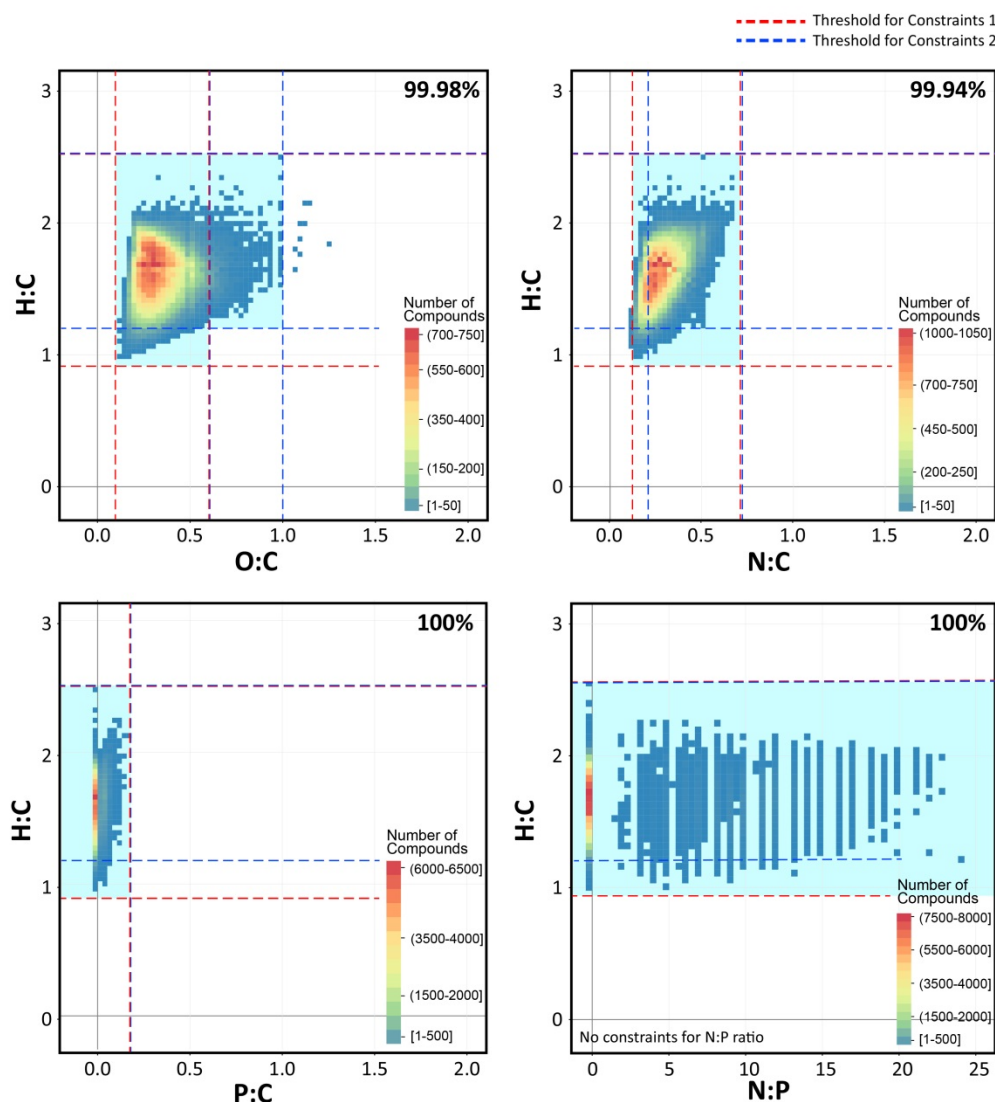 Threshold for Constraints 1
Threshold for Constraints 2
99.98%
H:C
3
2
1
0
Number of
Compounds
(700-750]
(550-600]
(350-400]
(150-200]
[1-50]
0.0 0.5 1.0 1.5 2.0
O:C
99.94%
H:C
3
2
1
0
Number of
Compounds
(1000-1050]
(700-750]
(450-500]
(200-250]
[1-50]
0.0 0.5 1.0 1.5 2.0
N:C
100%
H:C
3
2
1
0
Number of
Compounds
(6000-6500]
(3500-4000]
(1500-2000]
[1-500]
0.0 0.5 1.0 1.5 2.0
P:C
100%
H:C
3
2
1
0
Number of
Compounds
(7500-8000]
(5500-6000]
(3500-4000]
(1500-2000]
[1-500]
No constraints for N:P ratio
0 5 10 15 20 25
N:P